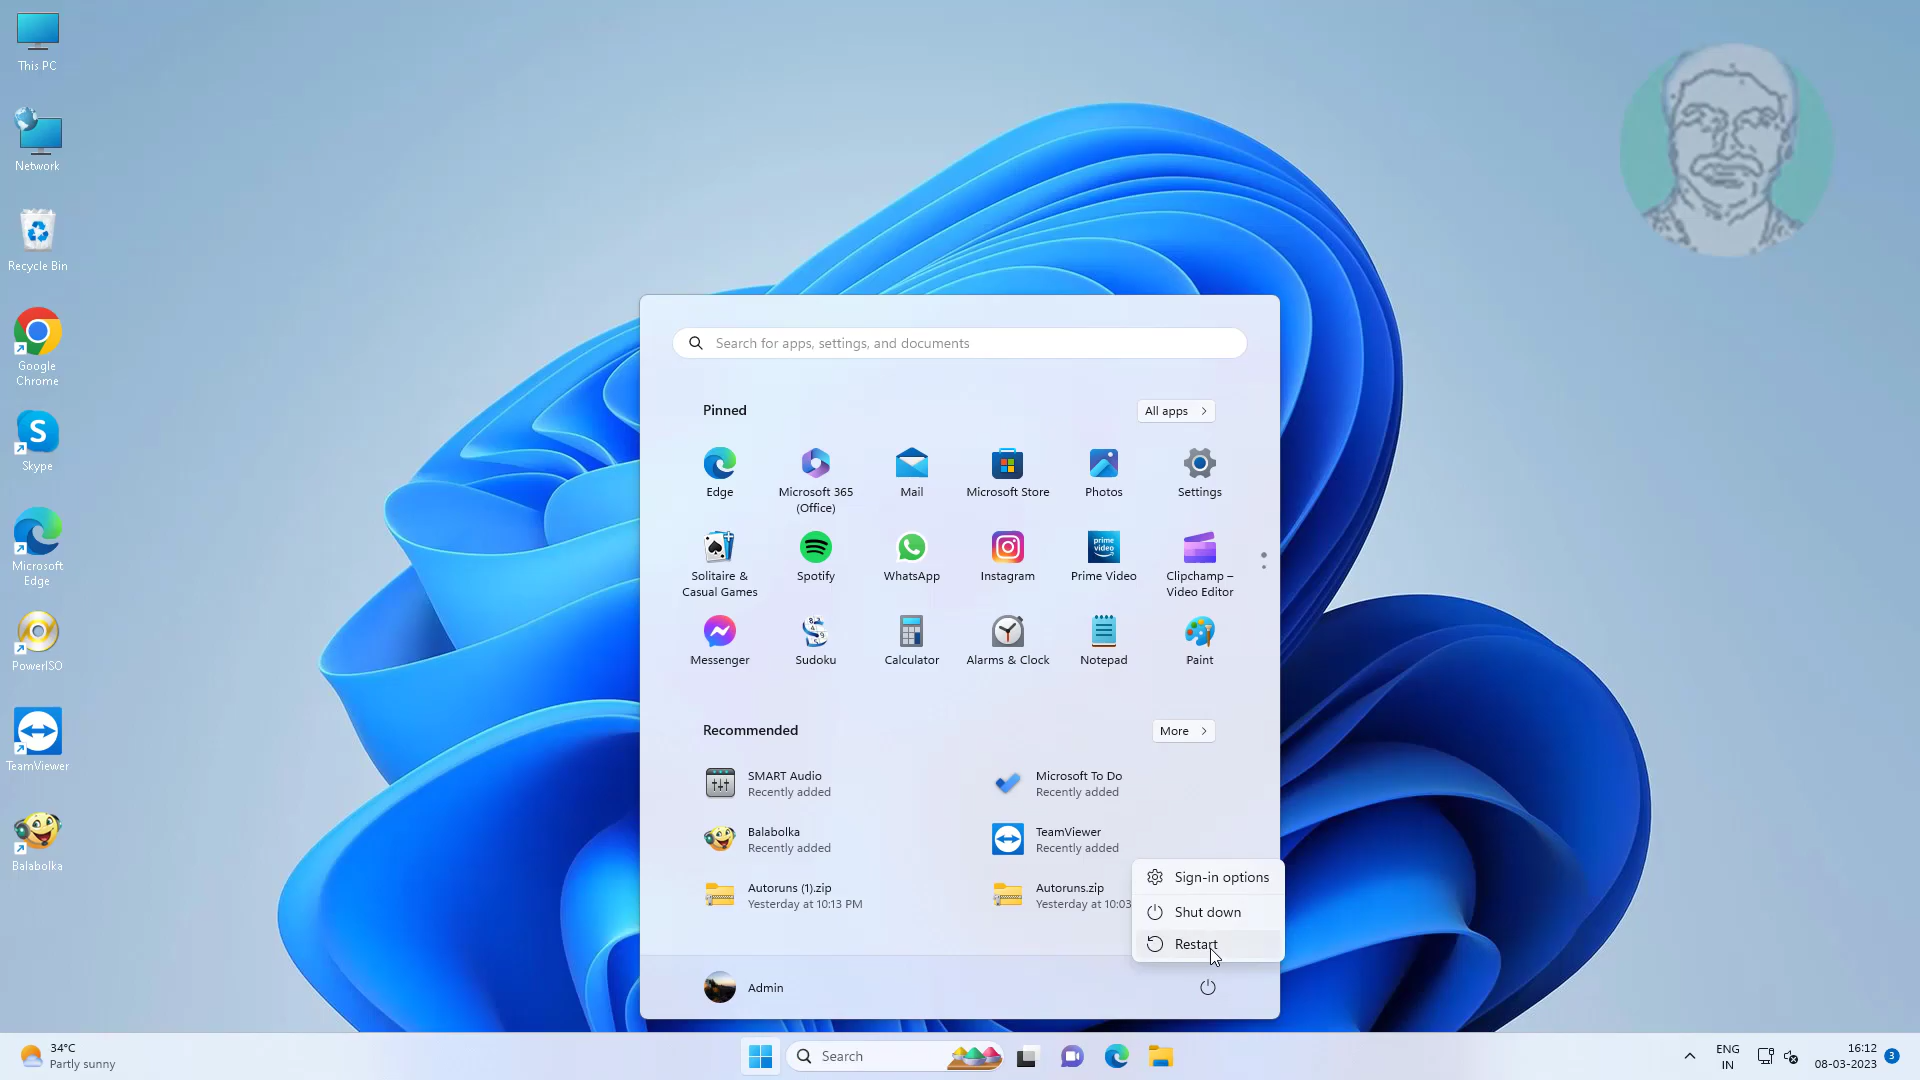 This PC
Network
Recycle Bin
Google
Chrome
S
Skype
Microsoft
Edge
PowerISO
TeamViewer
Balabolka
Search for apps, settings, and documents
Pinned
All apps
Edge
Microsoft 365
(Office)
Mail
Microsoft Store
Photos
Settings
Solitaire &
Casual Games
Spotify
WhatsApp
Instagram
prime
video
Prime Video
Clipchamp –
Video Editor
Messenger
Sudoku
Calculator
Alarms & Clock
Notepad
Paint
Recommended
More
SMART Audio
Recently added
Microsoft To Do
Recently added
Balabolka
Recently added
TeamViewer
Recently added
Autoruns (1).zip
Yesterday at 10:13 PM
Autoruns.zip
Yesterday at 10:03
Sign-in options
Shut down
Restart
Admin
34°C
Partly sunny
Search
ENG
IN
16:12
08-03-2023
3